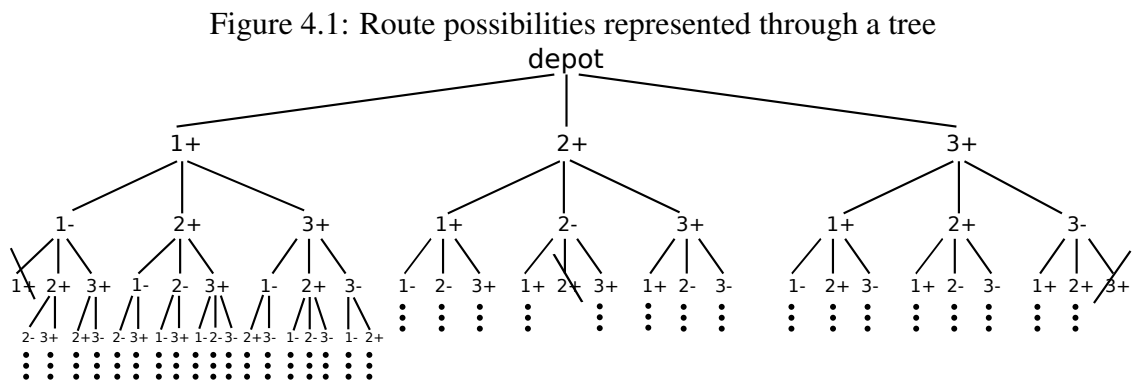 Figure 4.1: Route possibilities represented through a tree
depot
1+ 2+ 3+
1- 2+ 3+ 1+ 2- 3+ 1+ 2+ 3-
1+ 2+ 3+ 1- 2- 3+ 1- 2+ 3- 1- 2- 3+ 1+ 2+ 3+ 1+ 2- 3- 1- 2+ 3- 1+ 2- 3- 1+ 2+ 3+
2- 3+ 2+ 3- 2- 3+ 1- 3+ 1- 2- 3- 2+ 3- 1- 2- 3- 1- 2+